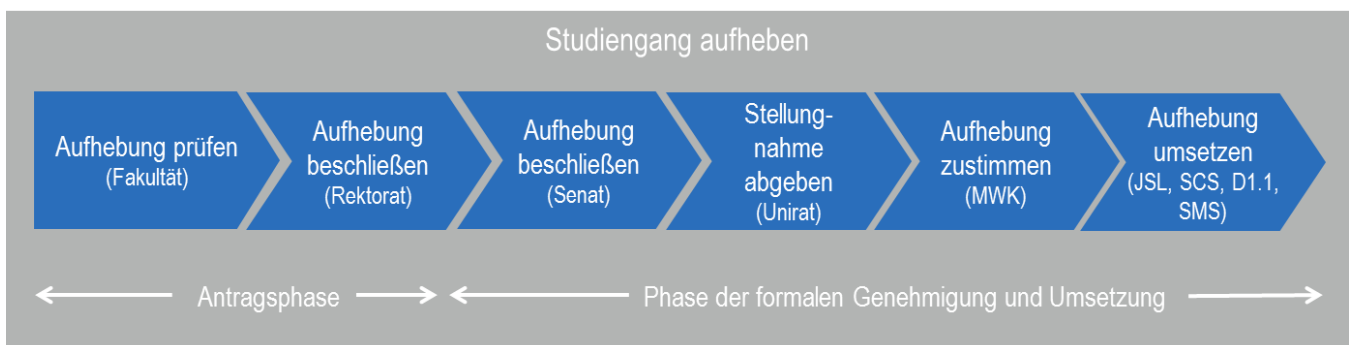 Studiengang aufheben
Aufhebung prüfen
(Fakultät)
Aufhebung
beschließen
(Rektorat)
Aufhebung
beschließen
(Senat)
Stellung-
nahme
abgeben
(Unirat)
Aufhebung
zustimmen
(MWK)
Aufhebung
umsetzen
(JSL, SCS, D1.1,
SMS)
Antragsphase
Phase der formalen Genehmigung und Umsetzung